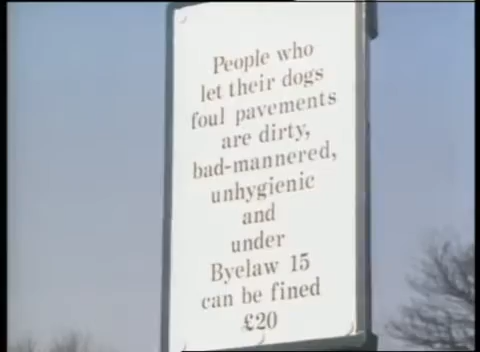 People who
let their dogs
foul pavements
are dirty,
bad-mannered,
unhygienic
and
under
Byelaw 15
can be fined
£20